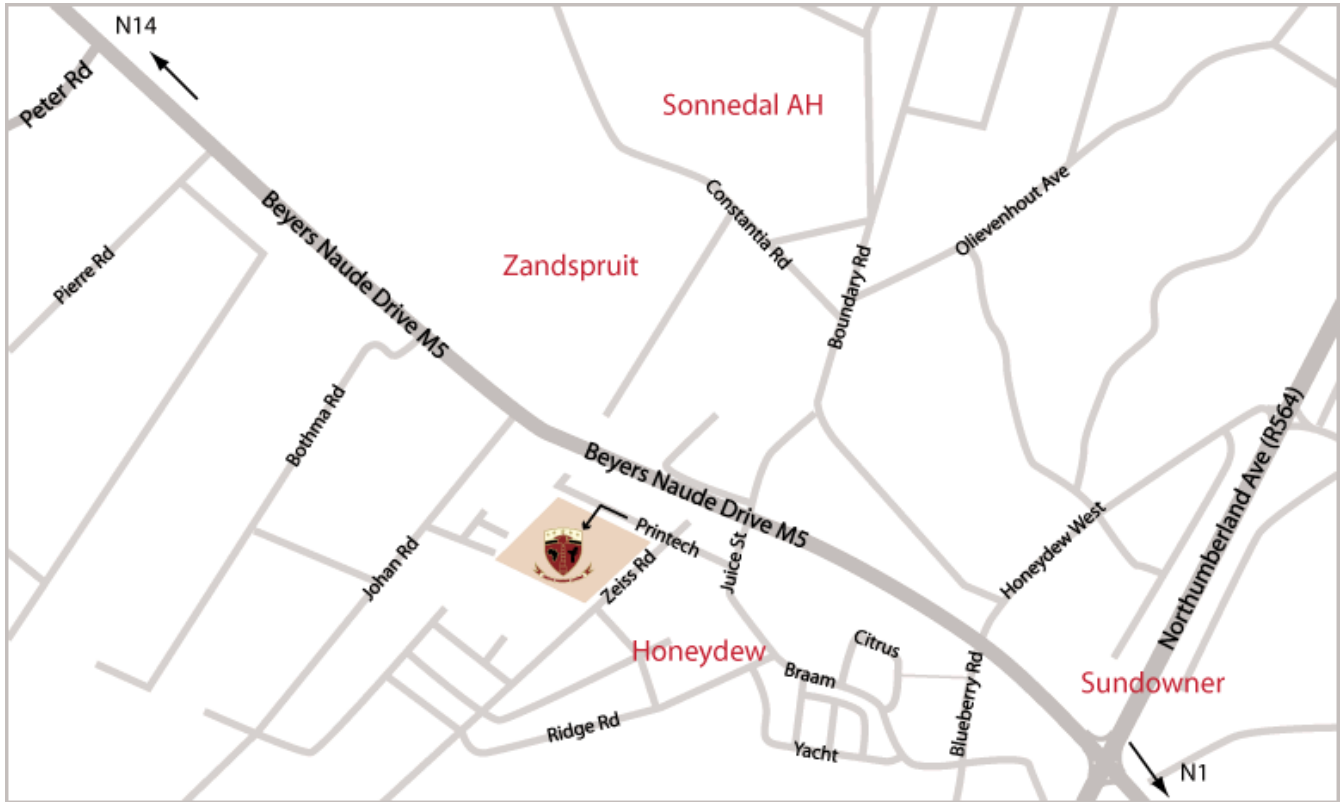 N14
Peter Rd
Sonnedal AH
Constantia Rd
Olievenhout Ave
Beyers Naude Drive M5
Zandspruit
Pierre Rd
Boundary Rd
Bothma Rd
Northumberland Ave (R564)
Beyers Naude Drive M5
Printech
Juice St
Honeydew West
Johan Rd
Zeiss Rd
Honeydew
Citrus
Braam
Blueberry Rd
Sundowner
Ridge Rd
Yacht
N1